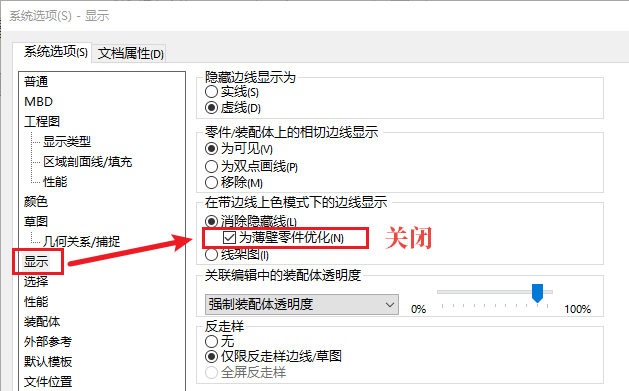 系统选项(S) - 显示
系统选项(S) 文档属性(D)
普通
MBD
工程图
显示类型
区域剖面线/填充
性能
颜色
草图
几何关系/捕捉
显示
选择
性能
装配体
外部参考
默认模板
文件位置
隐藏边线显示为
实线(S)
虚线(D)
零件/装配体上的相切边线显示
为可见(V)
为双点画线(P)
移除(M)
在带边线上色模式下的边线显示
消除隐藏线(L)
为薄壁零件优化(N)
关闭
线架图(I)
关联编辑中的装配体透明度
强制装配体透明度 0% 100%
反走样
无
仅限反走样边线/草图
全屏反走样